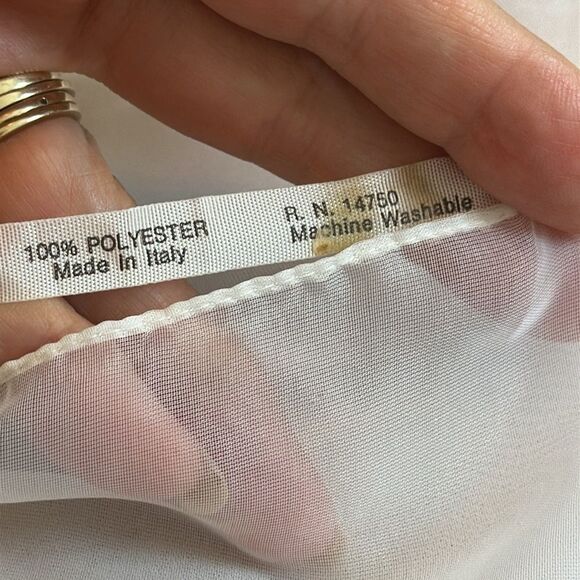 100% POLYESTER
Made In Italy
R. N. 14750
Machine Washable